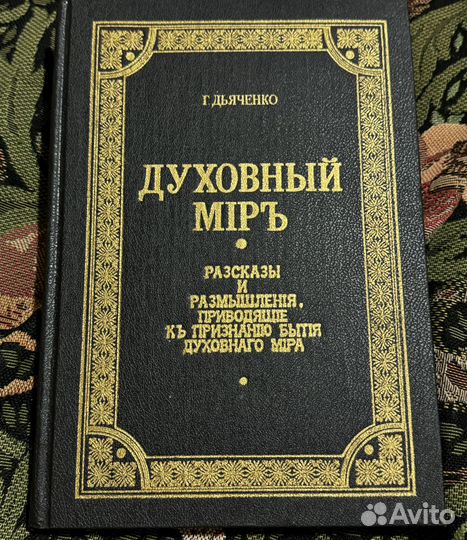 Г. ДЬЯЧЕНКО
ДУХОВНЫЙ
МІРЪ
РАЗСКАЗЫ
И
РАЗМЫШЛЕНІЯ,
ПРИВОДЯЩІЕ
КЪ ПРИЗНАНІЮ БЫТІЯ
ДУХОВНАГО МІРА
Avito